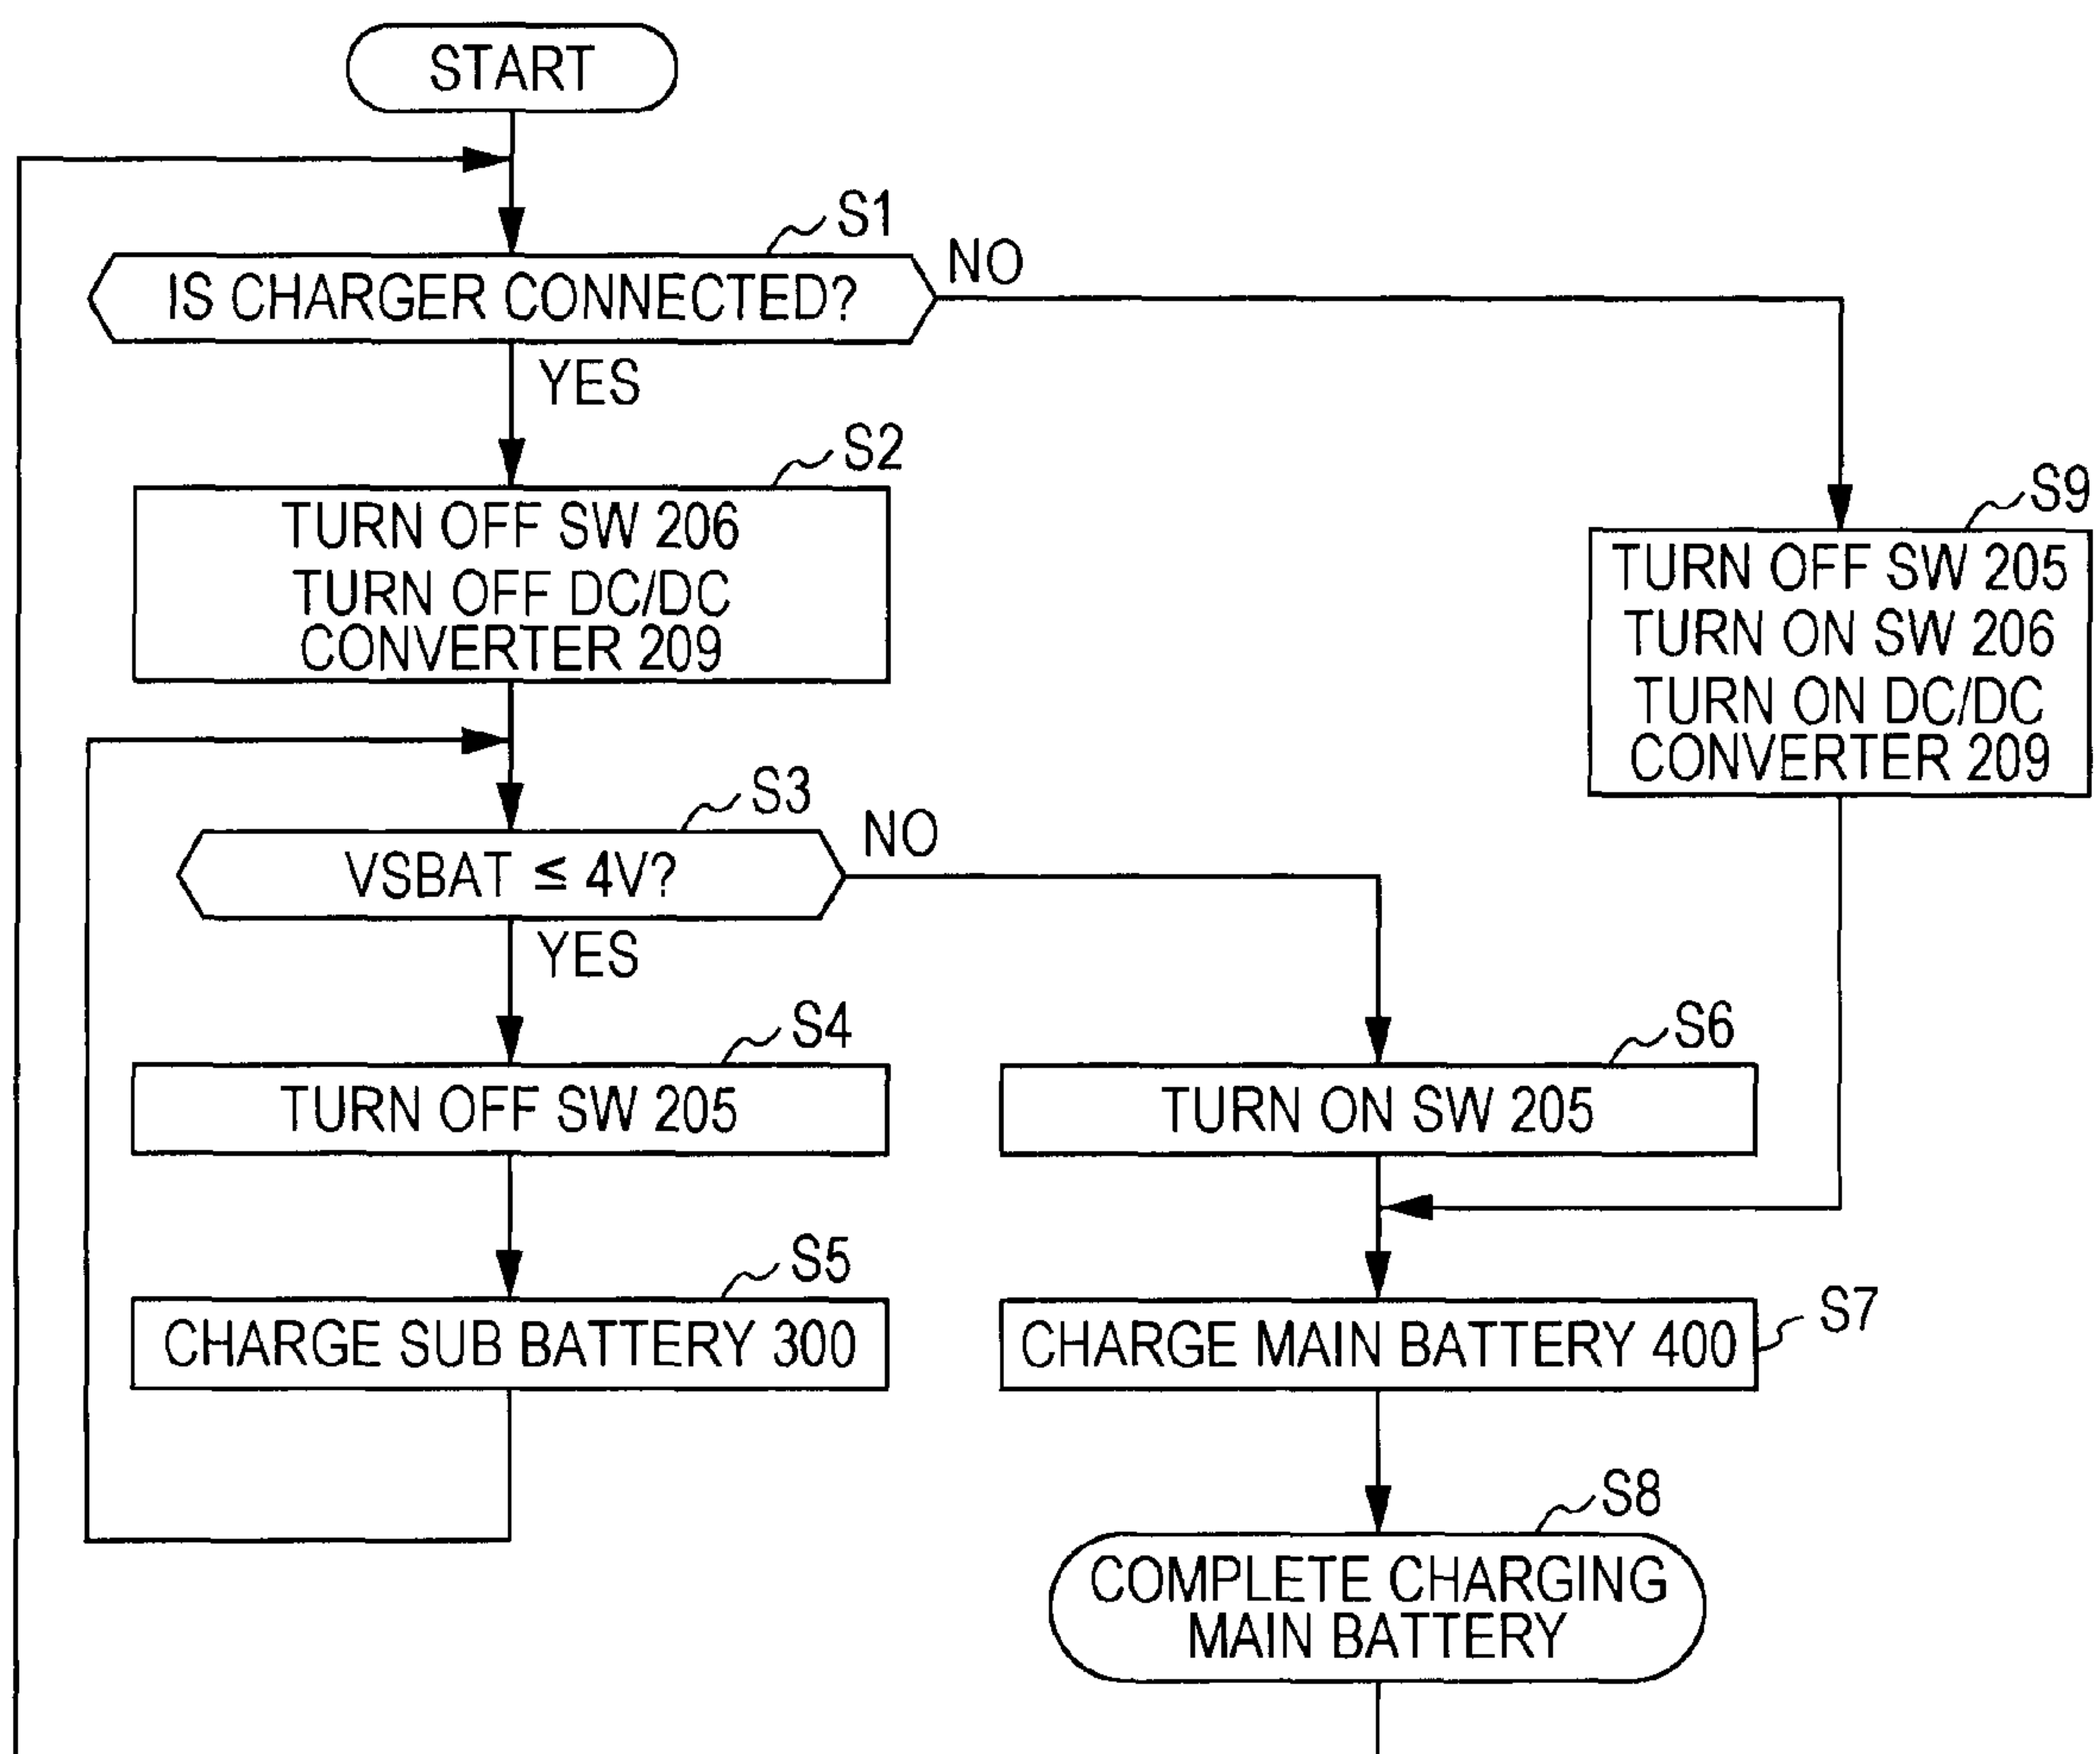 START
S1
IS CHARGER CONNECTED?
NO
YES
S2
TURN OFF SW 206
TURN OFF DC/DC
CONVERTER 209
S9
TURN OFF SW 205
TURN ON SW 206
TURN ON DC/DC
CONVERTER 209
S3
VSBAT ≤ 4V?
NO
YES
S4
TURN OFF SW 205
S6
TURN ON SW 205
S5
CHARGE SUB BATTERY 300
S7
CHARGE MAIN BATTERY 400
S8
COMPLETE CHARGING
MAIN BATTERY